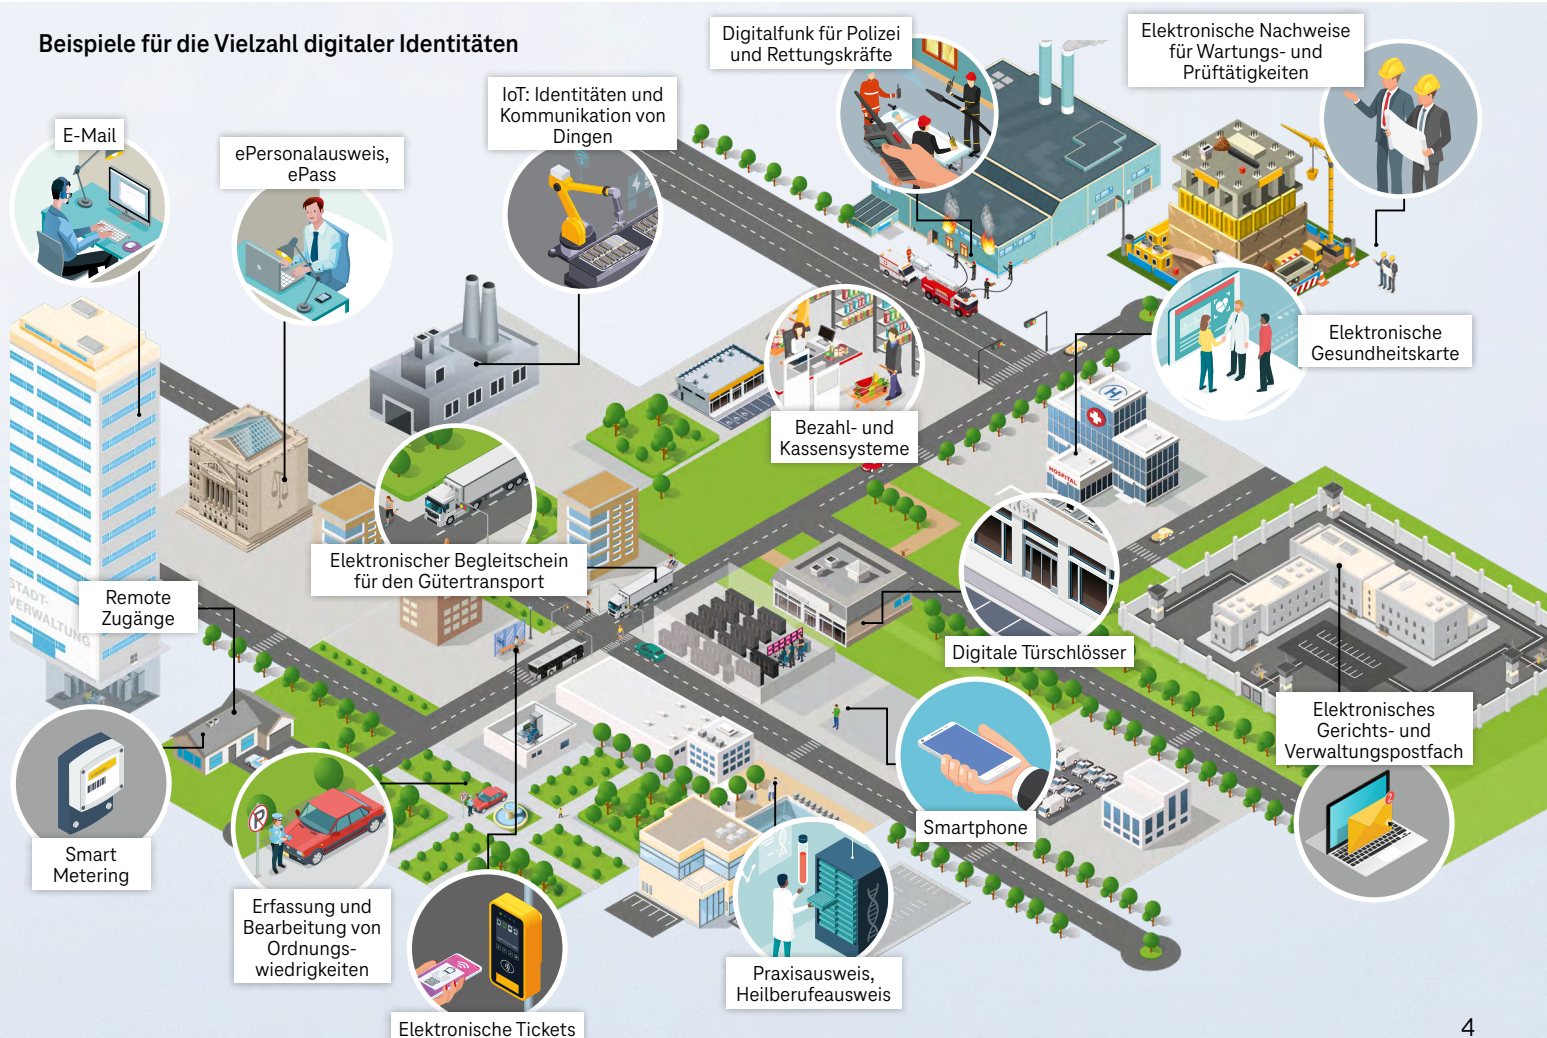 Beispiele für die Vielzahl digitaler Identitäten
Digitalfunk für Polizei
und Rettungskräfte
Elektronische Nachweise
für Wartungs- und
Prüftätigkeiten
IoT: Identitäten und
Kommunikation von
Dingen
E-Mail
ePersonalausweis,
ePass
Elektronische
Gesundheitskarte
Bezahl- und
Kassensysteme
H
HOSPITAL
Elektronischer Begleitschein
für den Gütertransport
STADT-
VERWALTUNG
Remote
Zugänge
Digitale Türschlösser
Elektronisches
Gerichts- und
Verwaltungspostfach
Smartphone
Smart
Metering
P
Erfassung und
Bearbeitung von
Ordnungs-
wiedrigkeiten
Praxisausweis,
Heilberufeausweis
Elektronische Tickets
4